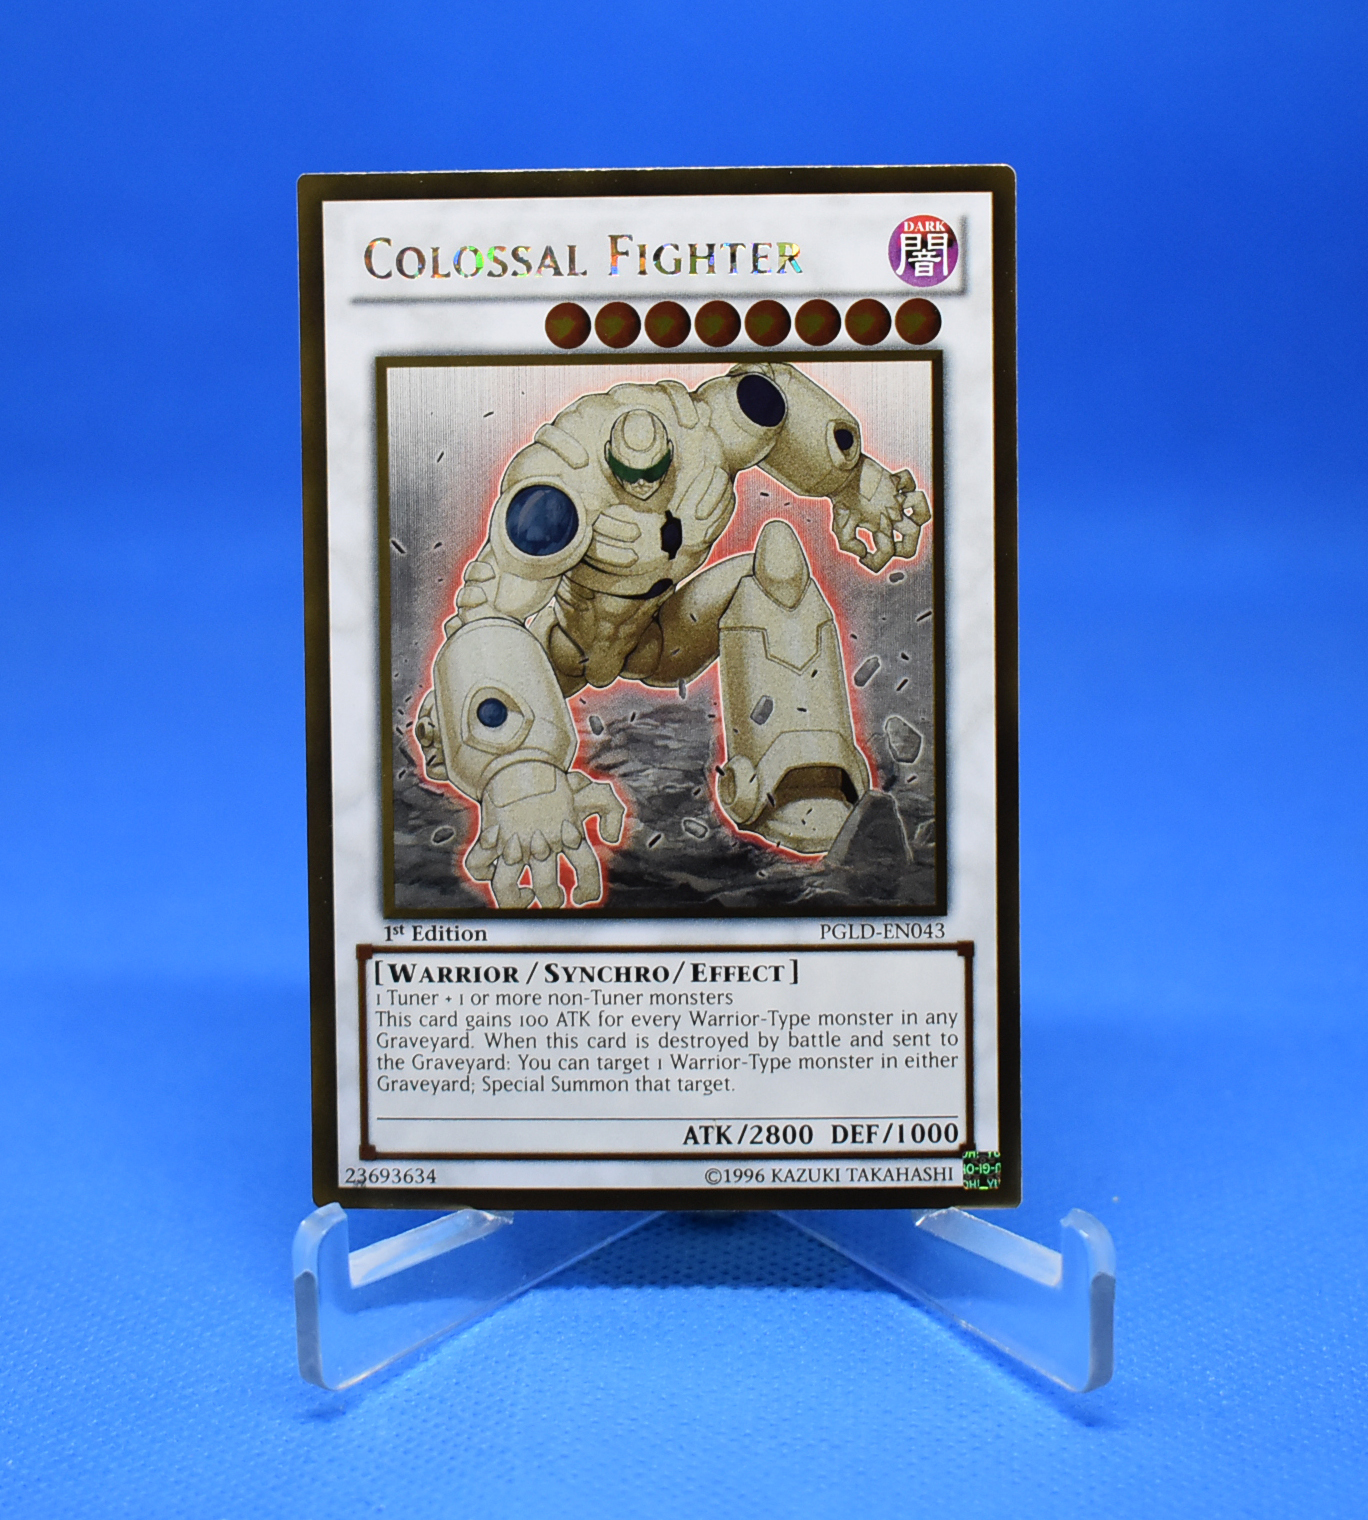 COLOSSAL FIGHTER
DARK
闇
1st Edition
PGLD-EN043
[WARRIOR/SYNCHRO/EFFECT]
1 Tuner + 1 or more non-Tuner monsters
This card gains 100 ATK for every Warrior-Type monster in any
Graveyard. When this card is destroyed by battle and sent to
the Graveyard: You can target 1 Warrior-Type monster in either
Graveyard; Special Summon that target.
ATK/2800 DEF/1000
23693634
©1996 KAZUKI TAKAHASHI